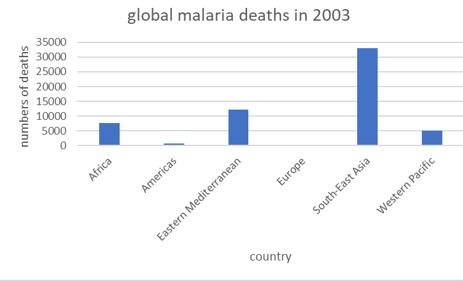 global malaria deaths in 2003
numbers of deaths
35000
30000
25000
20000
15000
10000
5000
0
Africa
Americas
Eastern Mediterranean
Europe
South-East Asia
Western Pacific
country